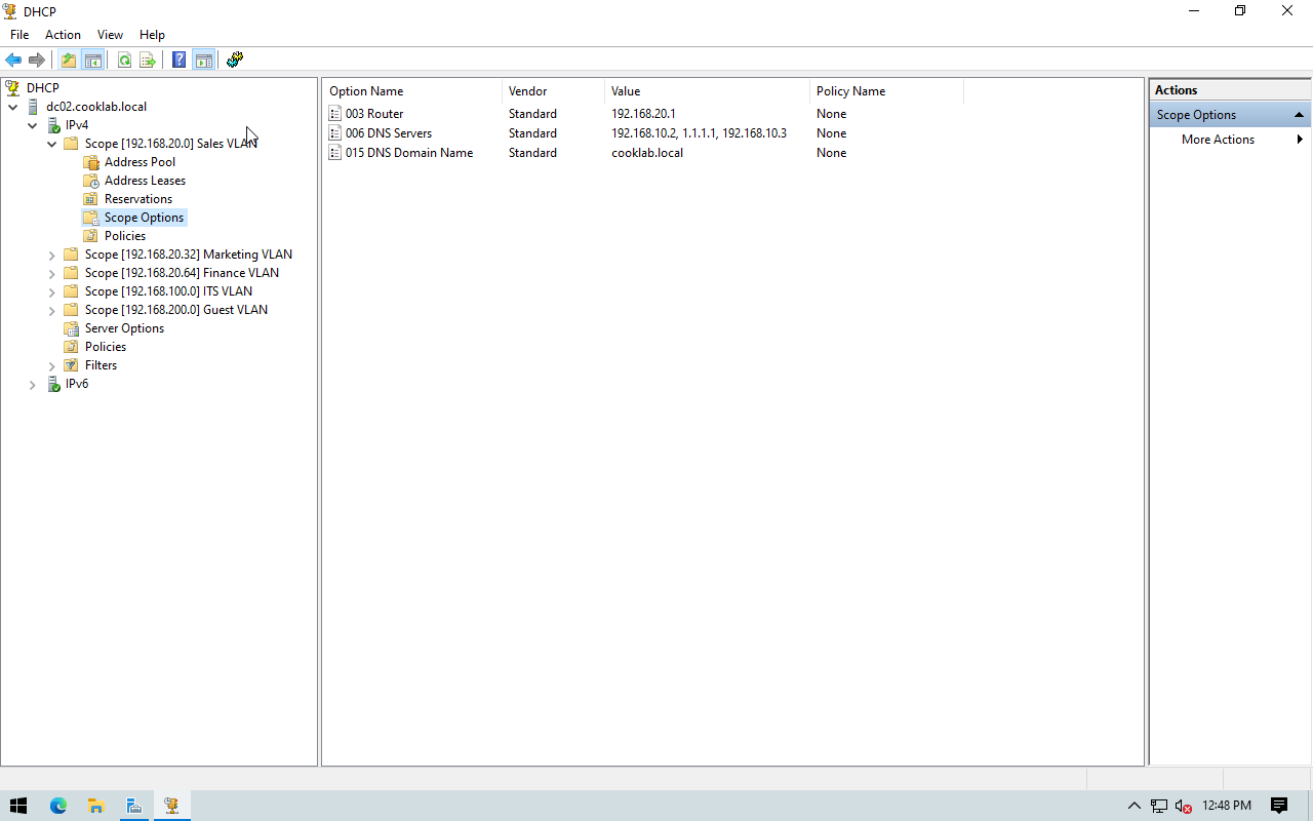 DHCP
File Action View Help
DHCP
dc02.cooklab.local
IPv4
Scope [192.168.20.0] Sales VLAN
Address Pool
Address Leases
Reservations
Scope Options
Policies
Scope [192.168.20.32] Marketing VLAN
Scope [192.168.20.64] Finance VLAN
Scope [192.168.100.0] ITS VLAN
Scope [192.168.200.0] Guest VLAN
Server Options
Policies
Filters
IPv6
Option Name Vendor Value Policy Name
003 Router Standard 192.168.20.1 None
006 DNS Servers Standard 192.168.10.2, 1.1.1.1, 192.168.10.3 None
015 DNS Domain Name Standard cooklab.local None
Actions
Scope Options
More Actions
12:48 PM